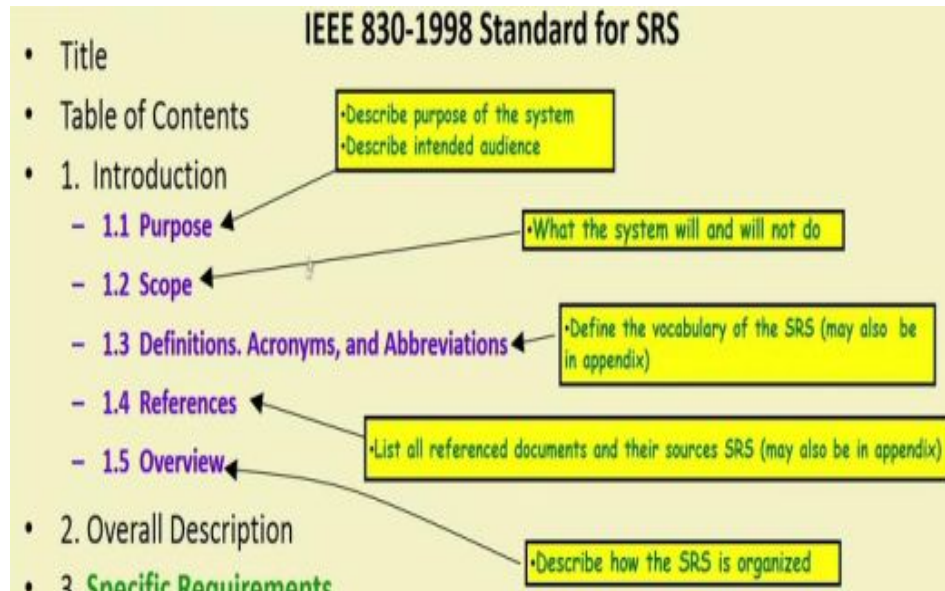 IEEE 830-1998 Standard for SRS
• Title
• Table of Contents
•Describe purpose of the system
•Describe intended audience
• 1. Introduction
– 1.1 Purpose
•What the system will and will not do
– 1.2 Scope
– 1.3 Definitions. Acronyms, and Abbreviations
•Define the vocabulary of the SRS (may also be
in appendix)
– 1.4 References
•List all referenced documents and their sources SRS (may also be in appendix)
– 1.5 Overview
• 2. Overall Description
•Describe how the SRS is organized
• 3. Specific Requirements